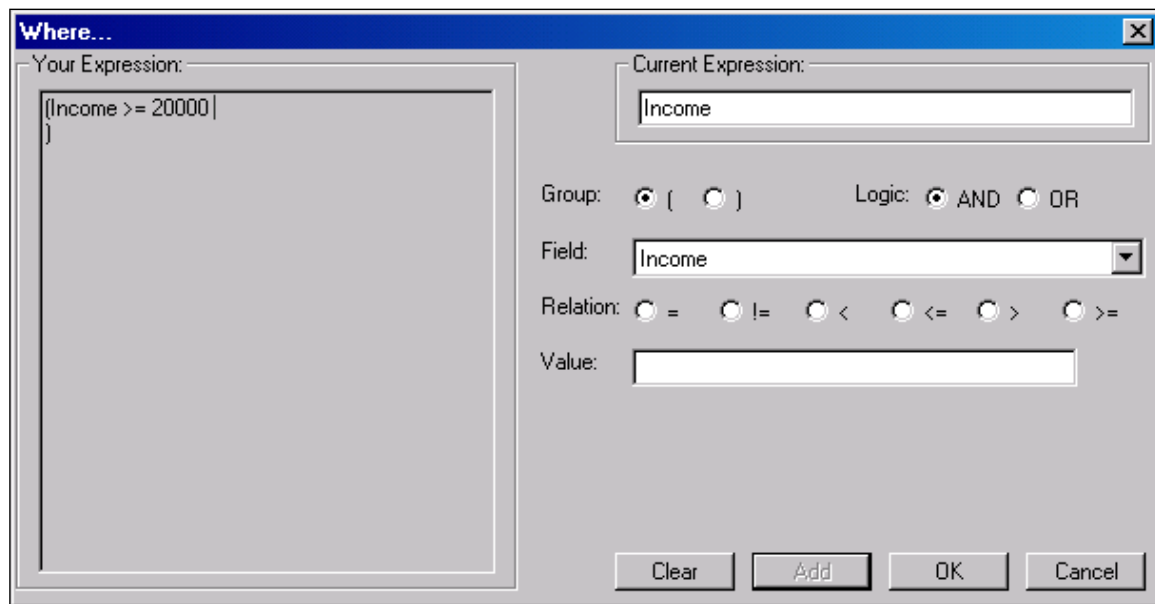 Where...
Your Expression:
(Income >= 20000
)
Current Expression:
Income
Group: ( ) Logic: AND OR
Field: Income
Relation: = != < <= > >=
Value:
Clear Add OK Cancel